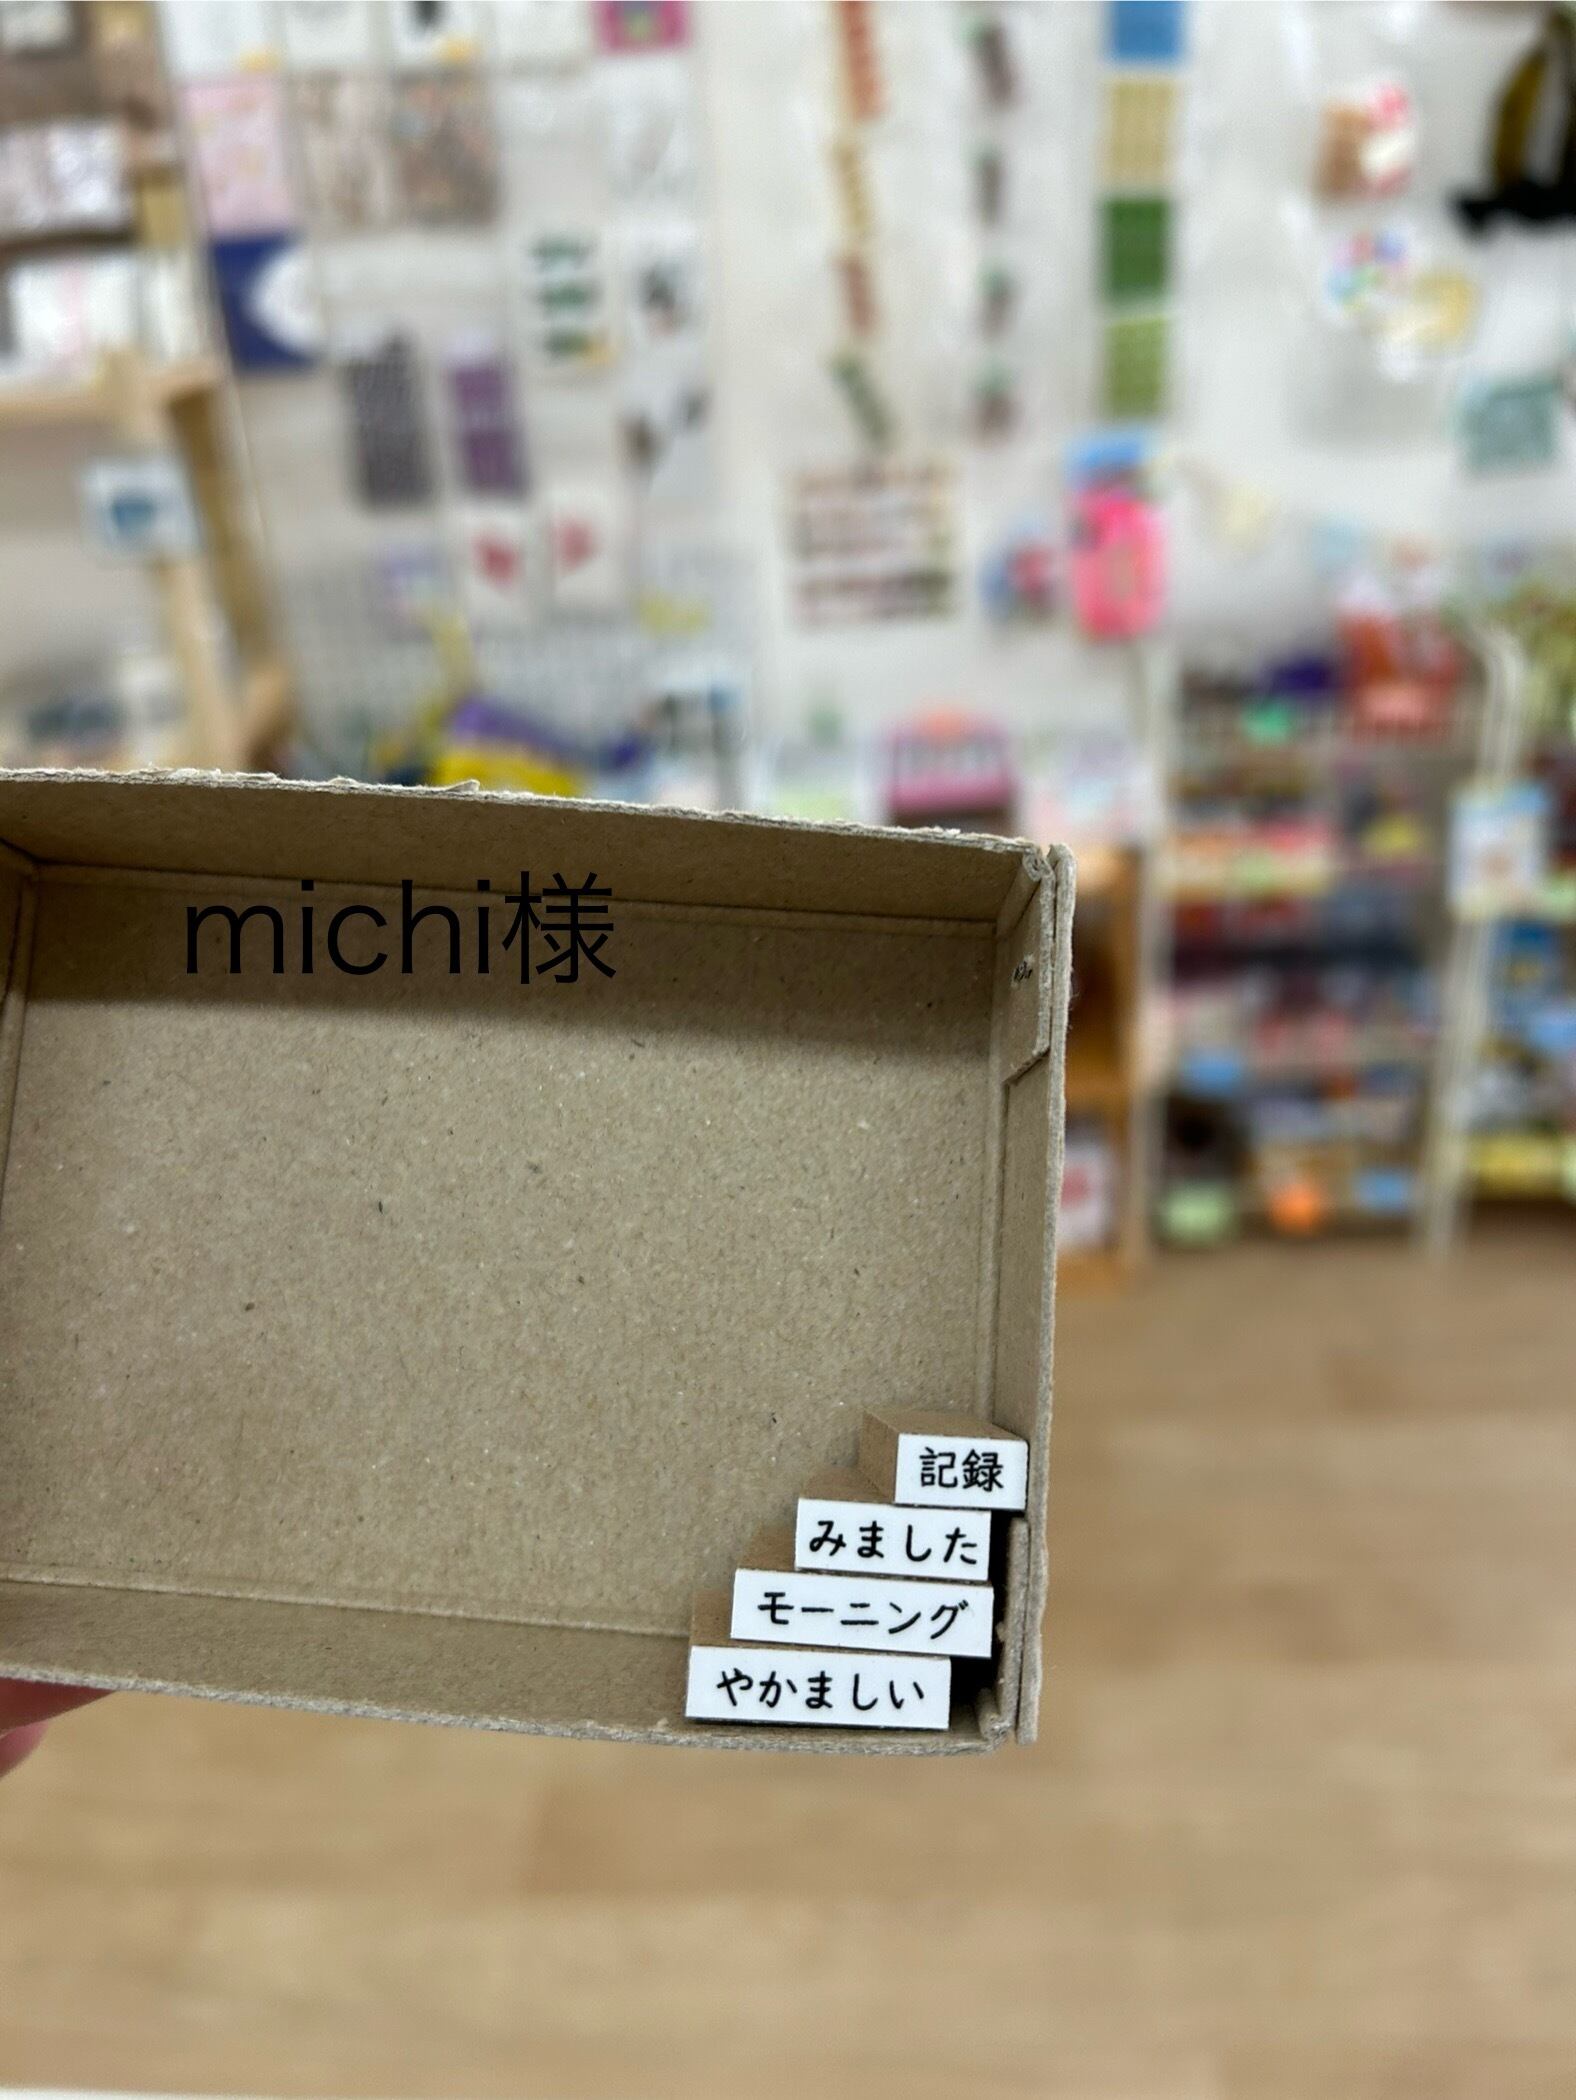 michi様
記録
みました
モーニング
やかましい